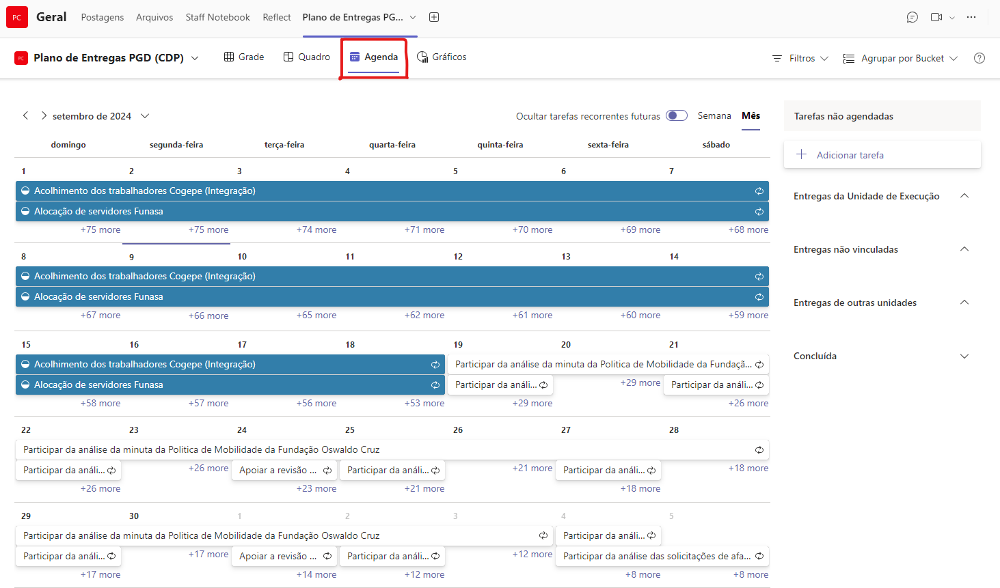 PC Geral Postagens Arquivos Staff Notebook Reflect Plano de Entregas PG...
PC Plano de Entregas PGD (CDP) Grade Quadro Agenda Gráficos Filtros Agrupar por Bucket ?
setembro de 2024 Ocultar tarefas recorrentes futuras Semana Mês
domingo segunda-feira terça-feira quarta-feira quinta-feira sexta-feira sábado
1 2 3 4 5 6 7
Acolhimento dos trabalhadores Cogepe (Integração)
Alocação de servidores Funasa
+75 more +75 more +74 more +71 more +70 more +69 more +68 more
8 9 10 11 12 13 14
Acolhimento dos trabalhadores Cogepe (Integração)
Alocação de servidores Funasa
+67 more +66 more +65 more +62 more +61 more +60 more +59 more
15 16 17 18 19 20 21
Acolhimento dos trabalhadores Cogepe (Integração) Participar da análise da minuta da Politica de Mobilidade da Fundaçã...
Alocação de servidores Funasa Participar da análi... +29 more Participar da análi...
+58 more +57 more +56 more +53 more +29 more +26 more
22 23 24 25 26 27 28
Participar da análise da minuta da Politica de Mobilidade da Fundação Oswaldo Cruz
Participar da análi... +26 more Apoiar a revisão ... Participar da análi... +21 more Participar da análi... +18 more
+26 more +23 more +21 more +18 more
29 30 1 2 3 4 5
Participar da análise da minuta da Politica de Mobilidade da Fundação Oswaldo Cruz Participar da análi...
Participar da análi... +17 more Apoiar a revisão ... Participar da análi... +12 more Participar da análise das solicitações de afa...
+17 more +14 more +12 more +8 more +8 more
Tarefas não agendadas
Adicionar tarefa
Entregas da Unidade de Execução
Entregas não vinculadas
Entregas de outras unidades
Concluída